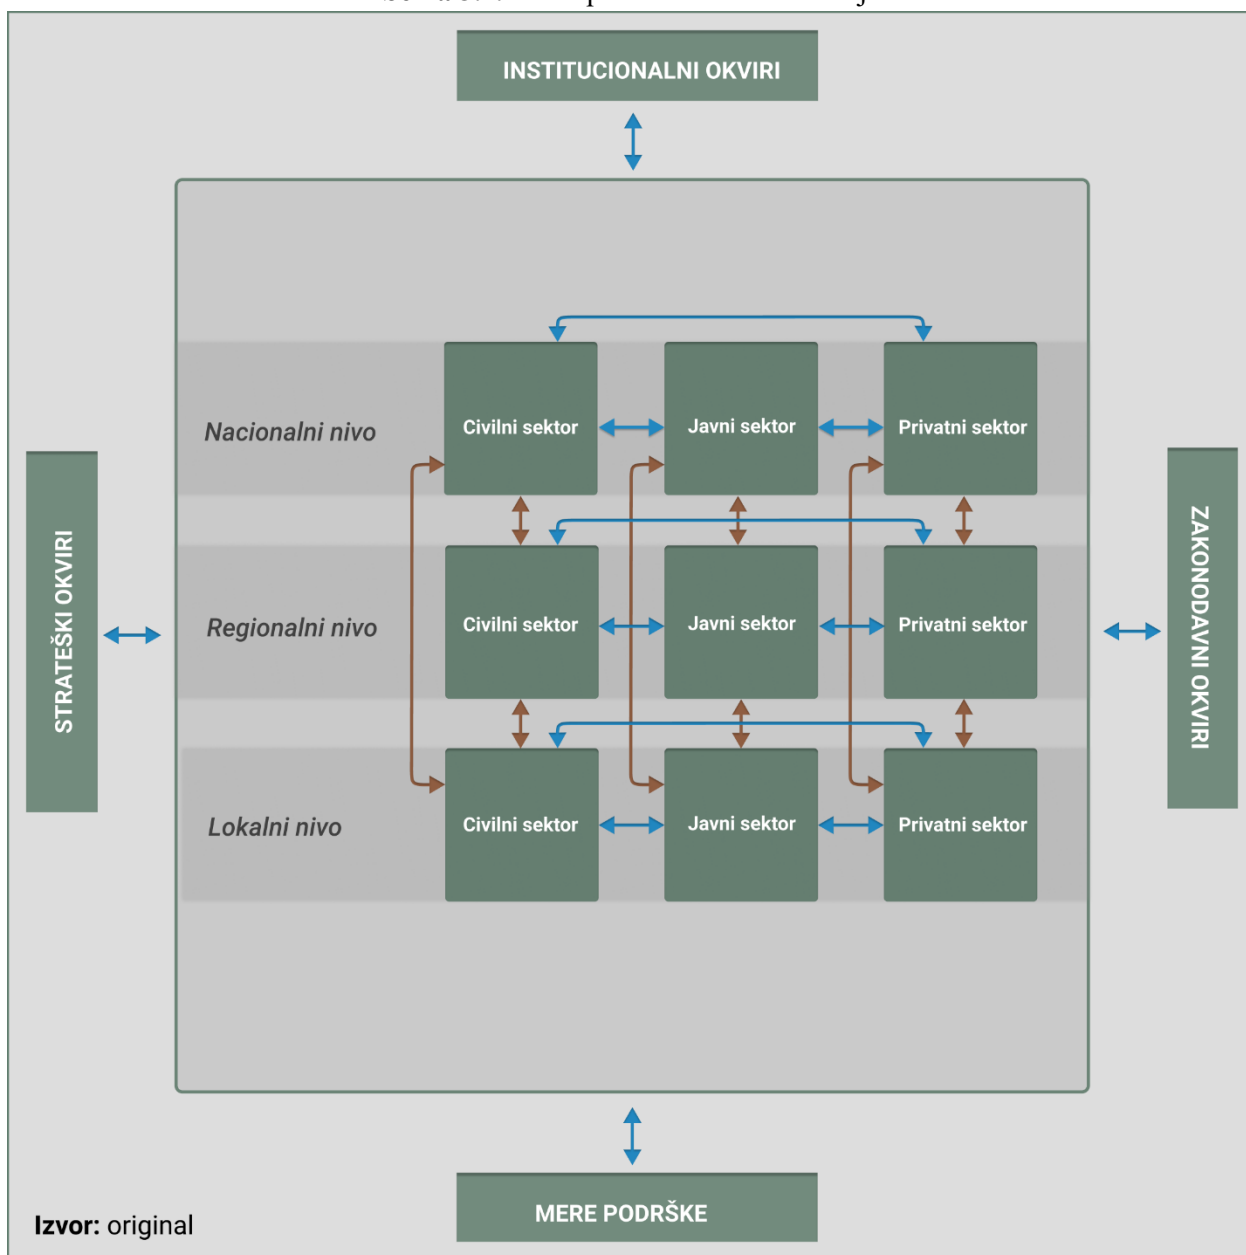 INSTITUCIONALNI OKVIRI
Nacionalni nivo
Civilni sektor
Javni sektor
Privatni sektor
STRATEŠKI OKVIRI
Regionalni nivo
Civilni sektor
Javni sektor
Privatni sektor
ZAKONODAVNI OKVIRI
Lokalni nivo
Civilni sektor
Javni sektor
Privatni sektor
MERE PODRŠKE
Izvor: original